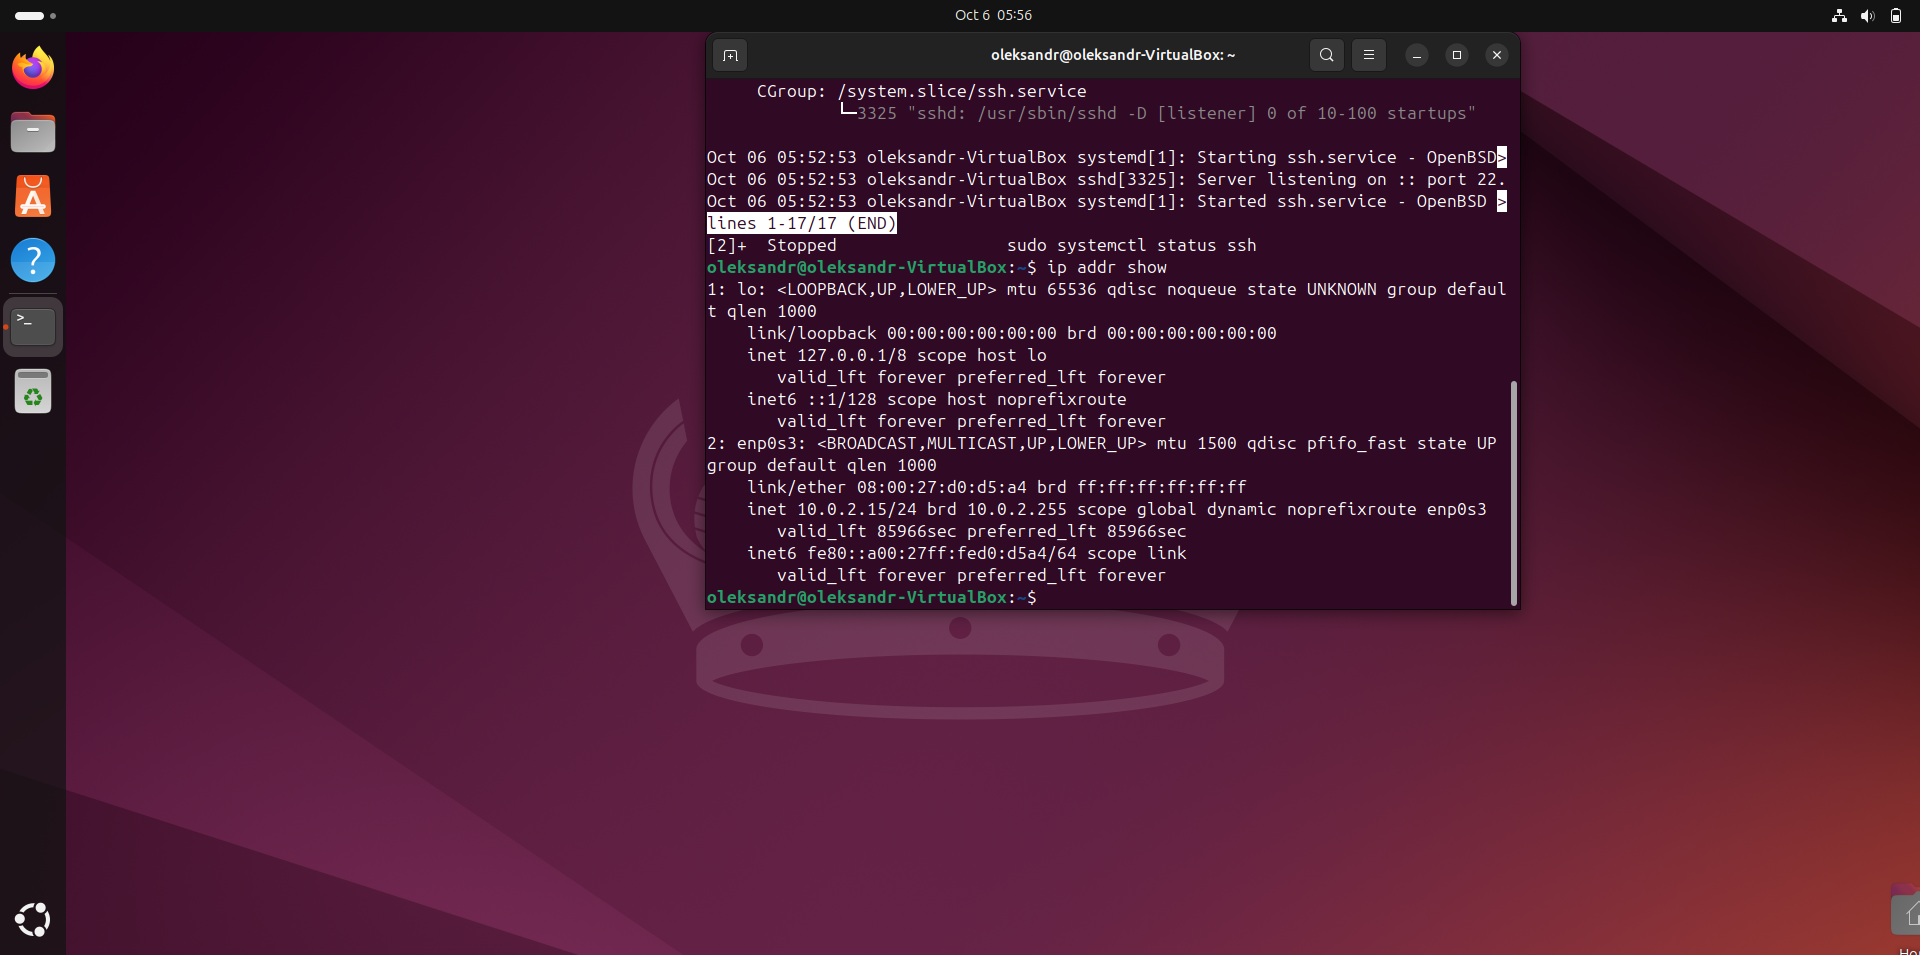 Oct 6 05:56
oleksandr@oleksandr-VirtualBox: ~
CGroup: /system.slice/ssh.service
└─3325 "sshd: /usr/sbin/sshd -D [listener] 0 of 10-100 startups"
Oct 06 05:52:53 oleksandr-VirtualBox systemd[1]: Starting ssh.service - OpenBSD>
Oct 06 05:52:53 oleksandr-VirtualBox sshd[3325]: Server listening on :: port 22.
Oct 06 05:52:53 oleksandr-VirtualBox systemd[1]: Started ssh.service - OpenBSD >
lines 1-17/17 (END)
[2]+  Stopped                 sudo systemctl status ssh
oleksandr@oleksandr-VirtualBox:~$ ip addr show
1: lo: <LOOPBACK,UP,LOWER_UP> mtu 65536 qdisc noqueue state UNKNOWN group defaul
t qlen 1000
link/loopback 00:00:00:00:00:00 brd 00:00:00:00:00:00
inet 127.0.0.1/8 scope host lo
valid_lft forever preferred_lft forever
inet6 ::1/128 scope host noprefixroute
valid_lft forever preferred_lft forever
2: enp0s3: <BROADCAST,MULTICAST,UP,LOWER_UP> mtu 1500 qdisc pfifo_fast state UP
group default qlen 1000
link/ether 08:00:27:d0:d5:a4 brd ff:ff:ff:ff:ff:ff
inet 10.0.2.15/24 brd 10.0.2.255 scope global dynamic noprefixroute enp0s3
valid_lft 85966sec preferred_lft 85966sec
inet6 fe80::a00:27ff:fed0:d5a4/64 scope link
valid_lft forever preferred_lft forever
oleksandr@oleksandr-VirtualBox:~$